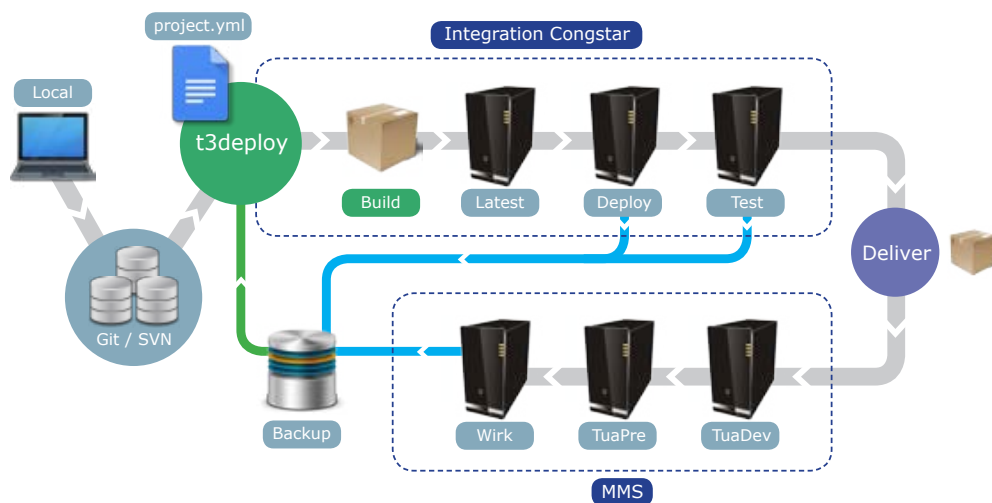 project.yml
Integration Congstar
Local
t3deploy
Build
Latest
Deploy
Test
Deliver
Git / SVN
Backup
Wirk
TuaPre
TuaDev
MMS